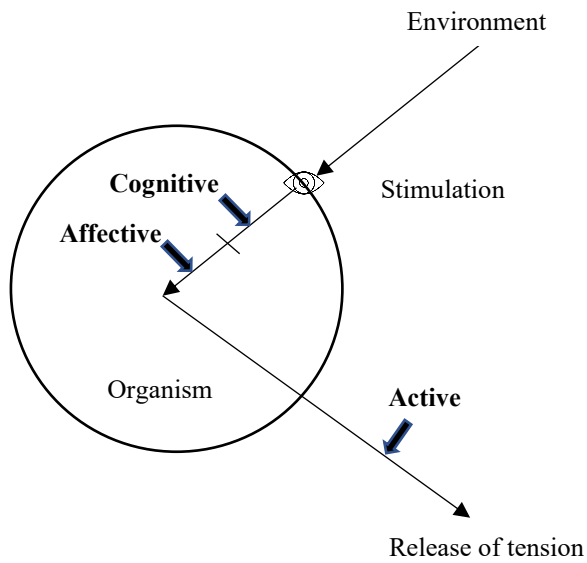 Environment
Cognitive
Stimulation
Affective
Organism
Active
Release of tension